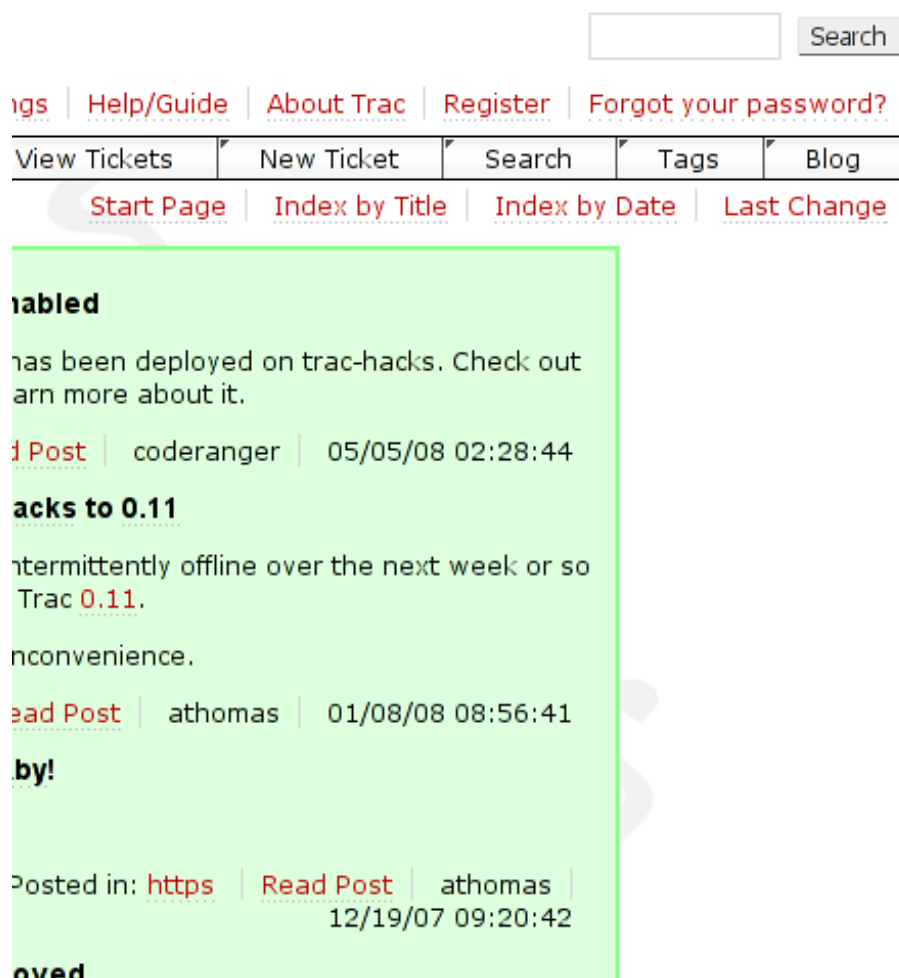 Search
ngs Help/Guide About Trac Register Forgot your password?
View Tickets New Ticket Search Tags Blog
Start Page Index by Title Index by Date Last Change
nabled
has been deployed on trac-hacks. Check out
arn more about it.
d Post coderanger 05/05/08 02:28:44
acks to 0.11
ntermittently offline over the next week or so
Trac 0.11.
nconvenience.
ead Post athomas 01/08/08 08:56:41
by!
Posted in: https Read Post athomas
12/19/07 09:20:42
oved